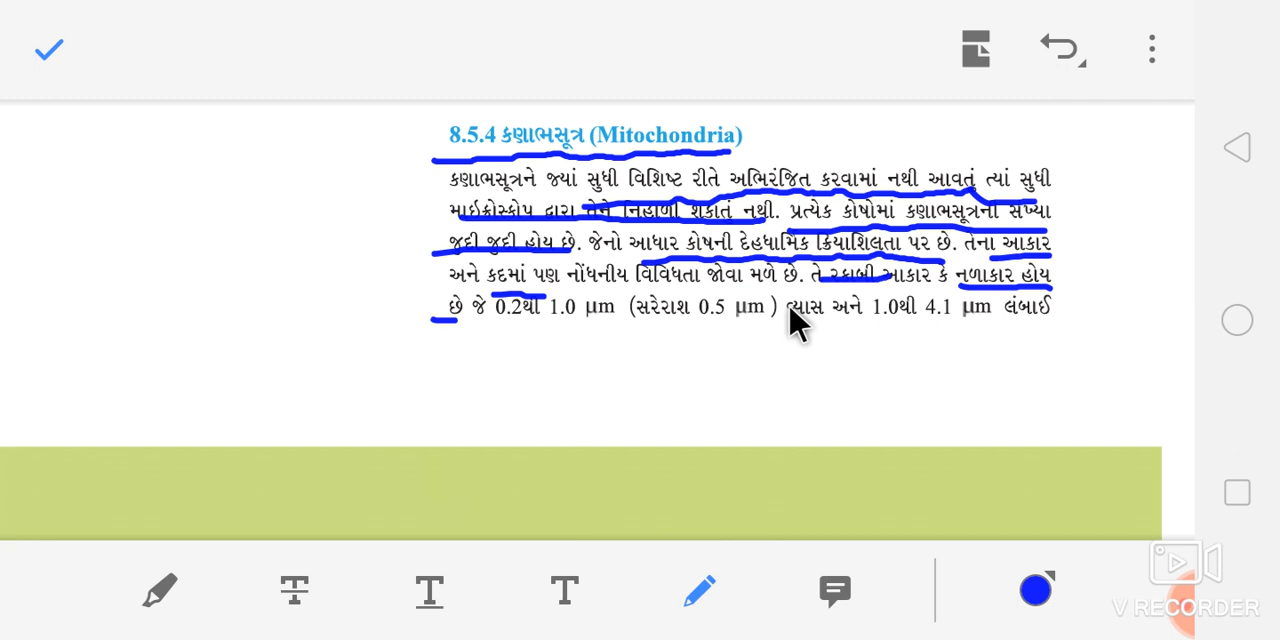 8.5.4 કણાભસૂત્ર (Mitochondria)
કણાભસૂત્રને જ્યાં સુધી વિશિષ્ટ રીતે અભિરંજિત કરવામાં નથી આવતું ત્યાં સુધી
માઇક્રોસ્કોપ દ્વારા તેને નિહાળી શકાતું નથી. પ્રત્યેક કોષોમાં કણાભસૂત્રની સંખ્યા
જુદી જુદી હોય છે. જેનો આધાર કોષની દેહધાર્મિક ક્રિયાશિલતા પર છે. તેના આકાર
અને કદમાં પણ નોંધનીય વિવિધતા જોવા મળે છે. તે રકાબી આકાર કે નળાકાર હોય
છે જે 0.2થી 1.0 μm (સરેરાશ 0.5 μm) વ્યાસ અને 1.0થી 4.1 μm લંબાઈ
T T T
V RECORDER